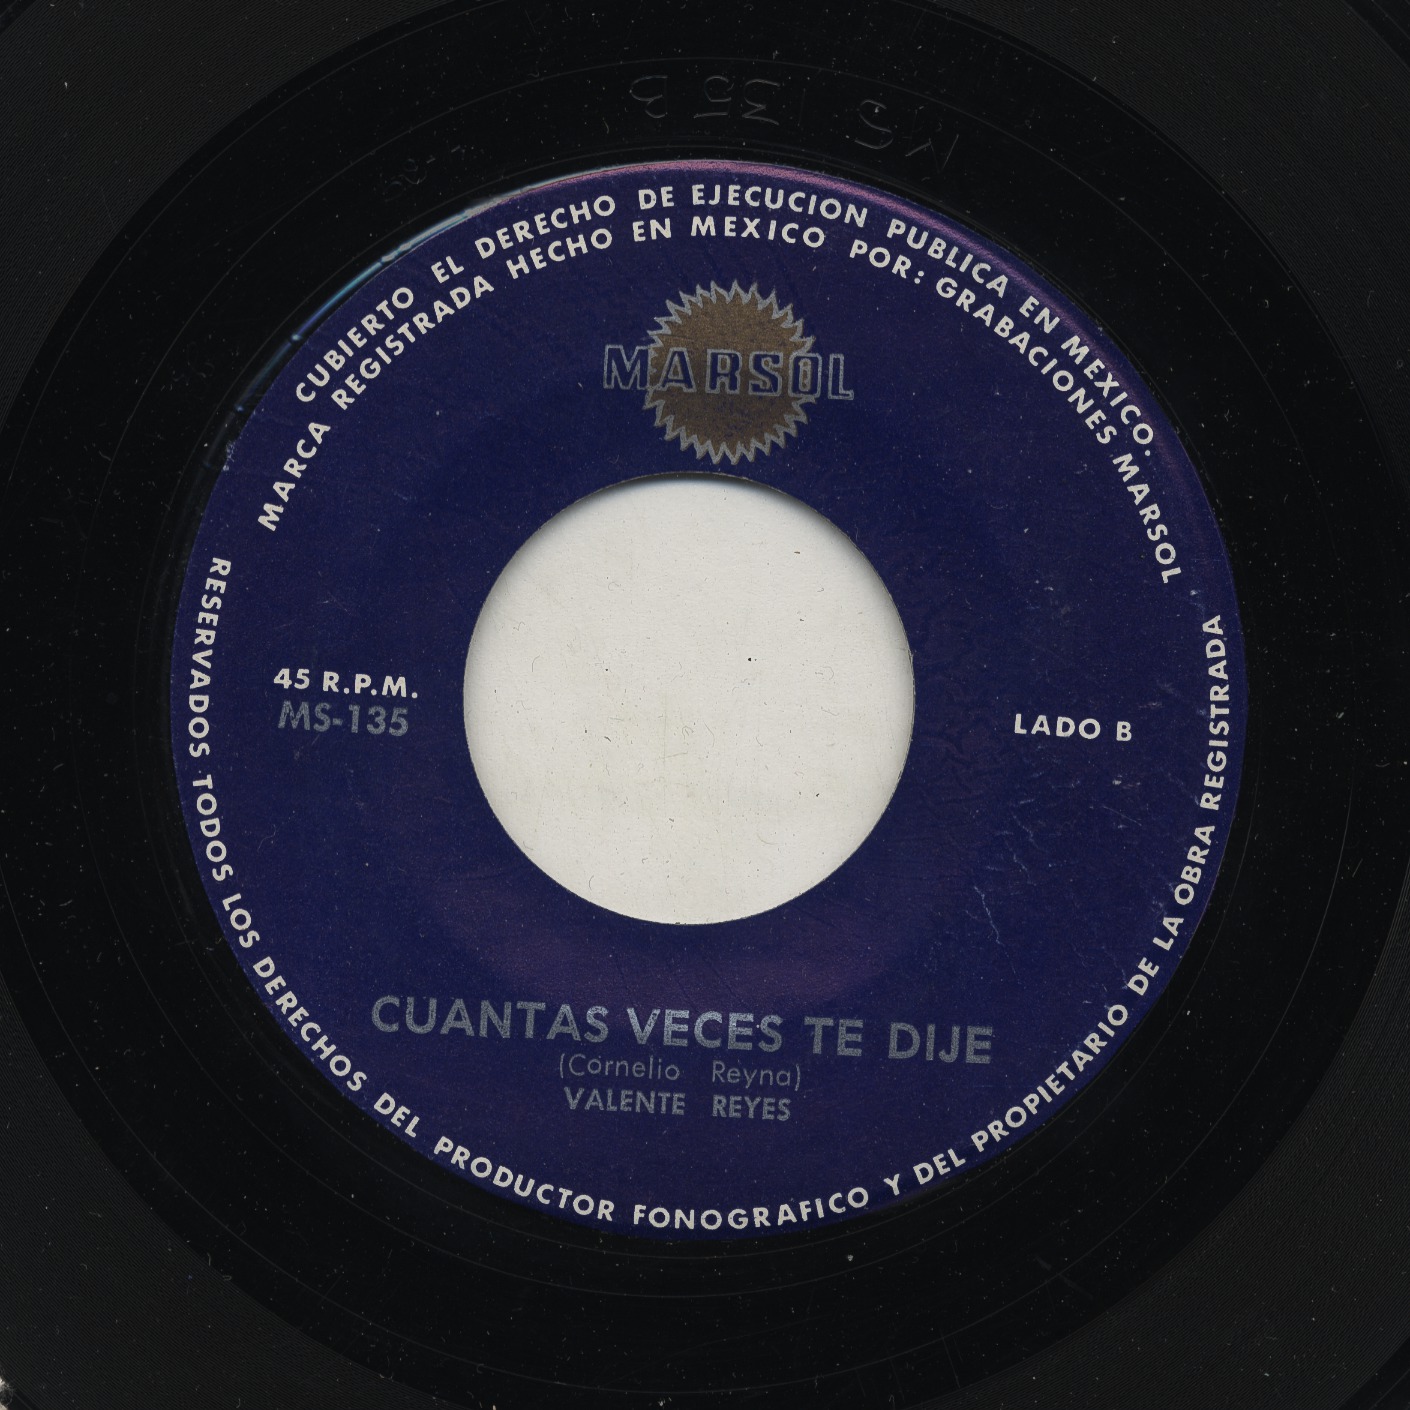 MS 135 B
CUBIERTO EL DERECHO DE EJECUCION PUBLICA EN MEXICO.
MARCA REGISTRADA HECHO EN MEXICO POR: GRABACIONES MARSOL
MARSOL
45 R.P.M.
MS-135
LADO B
CUANTAS VECES TE DIJE
(Cornelio Reyna)
VALENTE REYES
RESERVADOS TODOS LOS DERECHOS DEL PRODUCTOR FONOGRAFICO Y DEL PROPIETARIO DE LA OBRA REGISTRADA